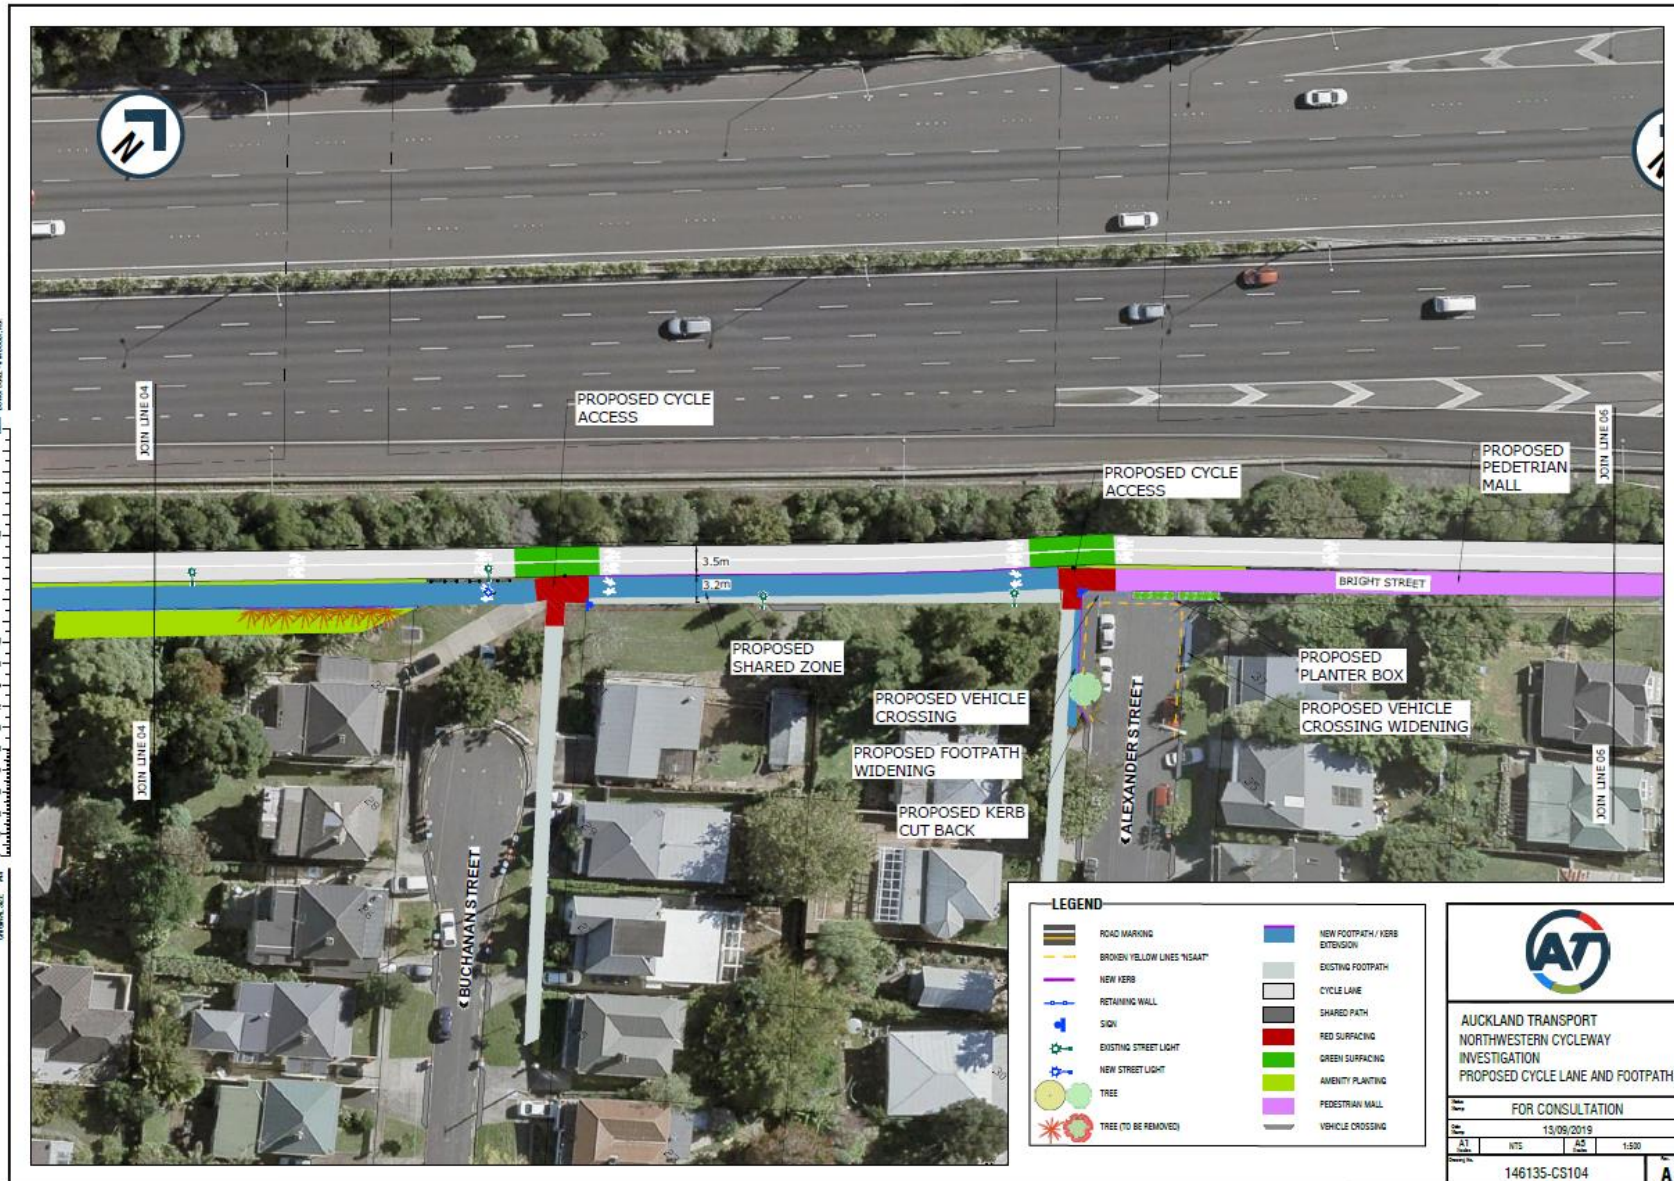 N
N
JOIN LINE 04
PROPOSED CYCLE
ACCESS
PROPOSED CYCLE
ACCESS
PROPOSED
PEDETRIAN
MALL
JOIN LINE 06
3.5m
3.2m
BRIGHT STREET
PROPOSED
SHARED ZONE
PROPOSED
PLANTER BOX
PROPOSED VEHICLE
CROSSING
PROPOSED VEHICLE
CROSSING WIDENING
PROPOSED FOOTPATH
WIDENING
PROPOSED KERB
CUT BACK
JOIN LINE 04
JOIN LINE 06
ALEXANDER STREET
BUCHANAN STREET
LEGEND
ROAD MARKING
BROKEN YELLOW LINES "NSAAT"
NEW KERB
RETAINING WALL
SIGN
EXISTING STREET LIGHT
NEW STREET LIGHT
TREE
TREE (TO BE REMOVED)
NEW FOOTPATH / KERB
EXTENSION
EXISTING FOOTPATH
CYCLE LANE
SHARED PATH
RED SURFACING
GREEN SURFACING
AMENITY PLANTING
PEDESTRIAN MALL
VEHICLE CROSSING
AT
AUCKLAND TRANSPORT
NORTHWESTERN CYCLEWAY
INVESTIGATION
PROPOSED CYCLE LANE AND FOOTPATH
FOR CONSULTATION
13/09/2019
A1 NTS A3 1:500
146135-CS104
A